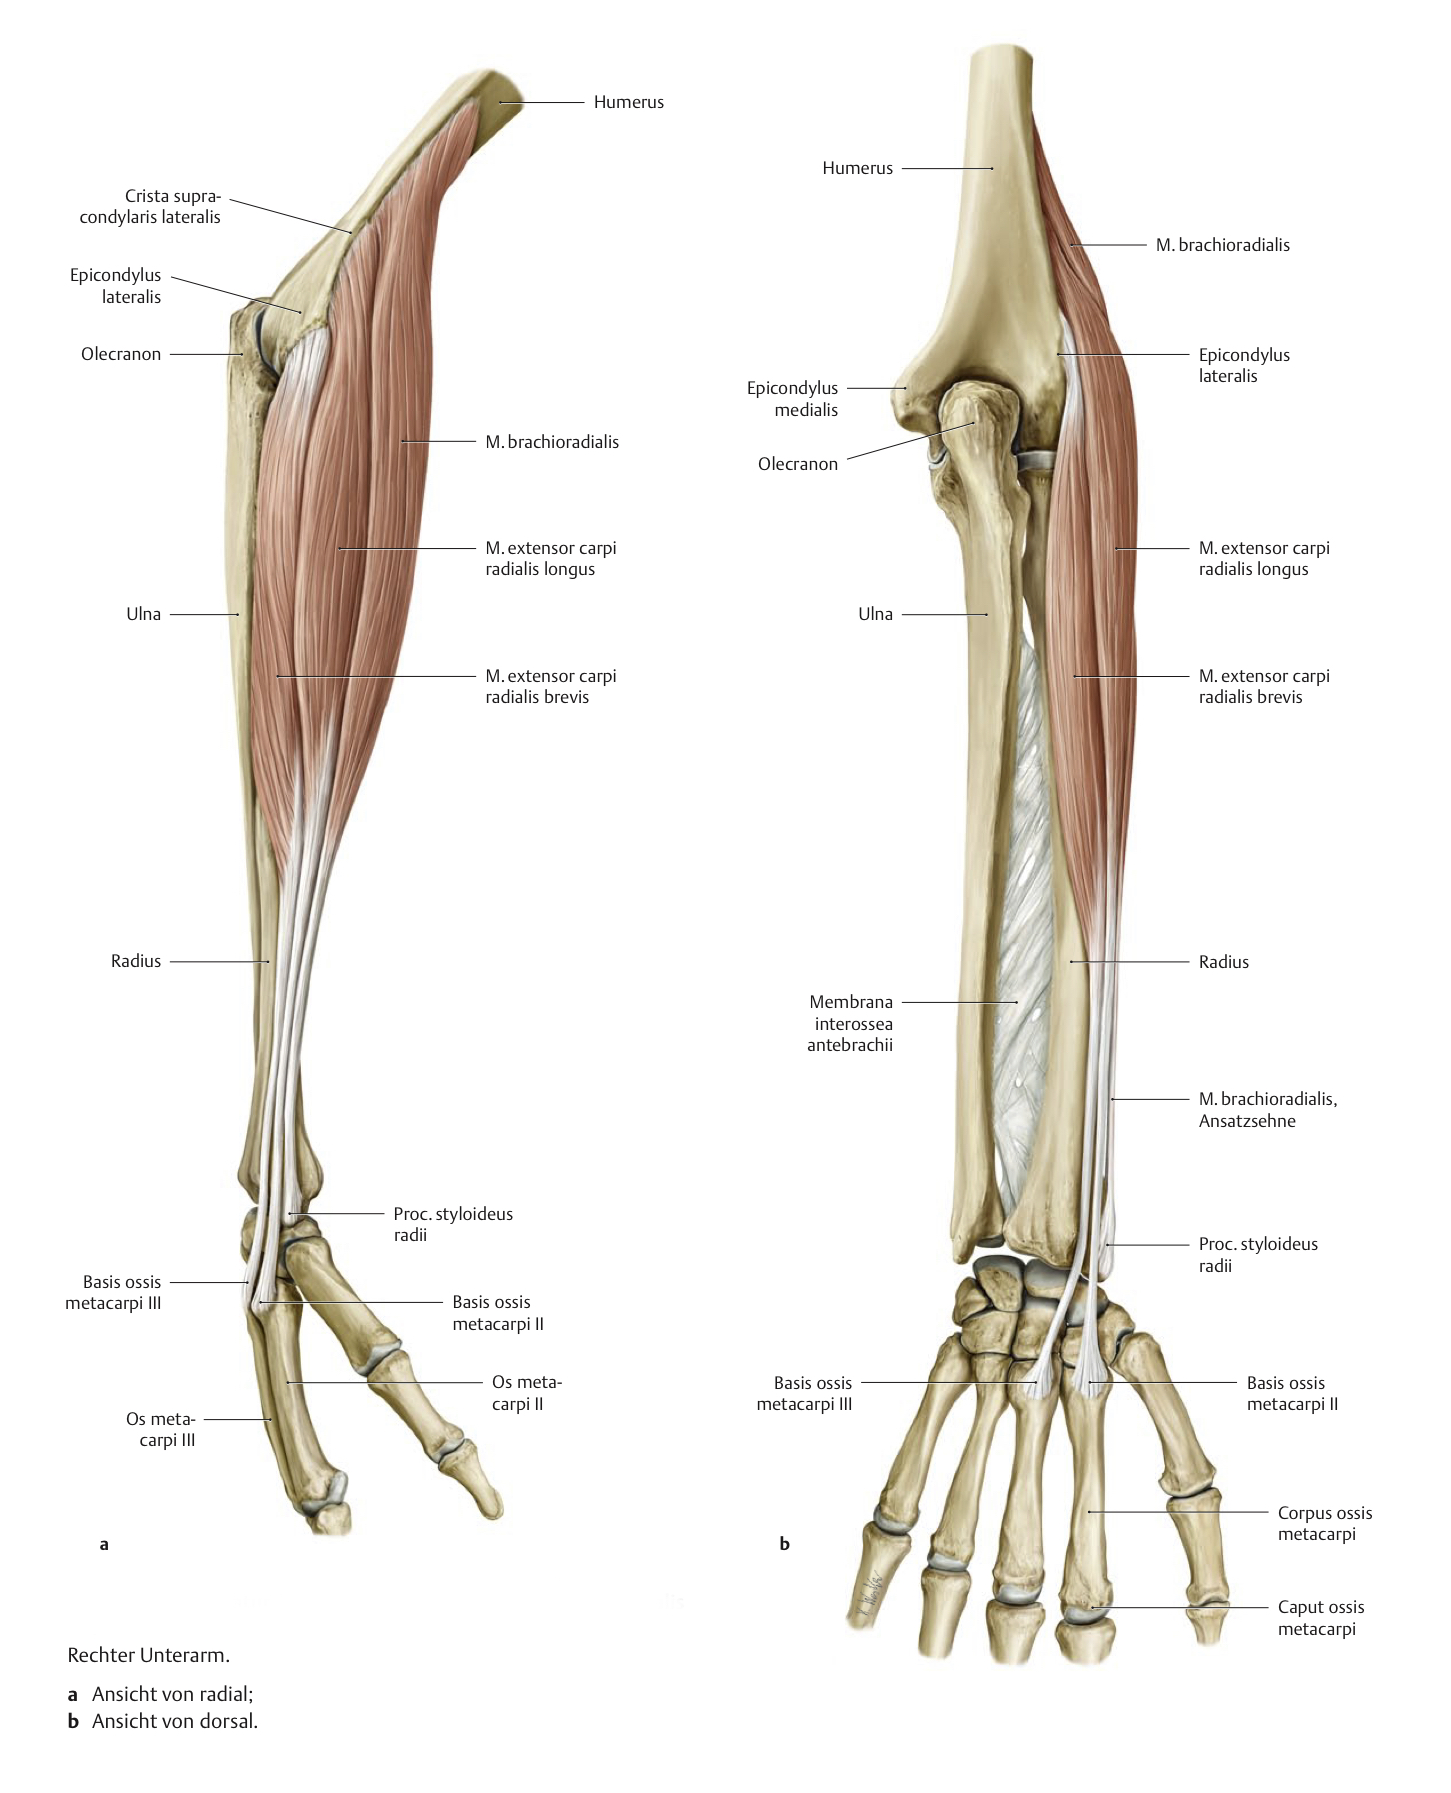 Humerus
Crista supra-
condylaris lateralis
Epicondylus
lateralis
Olecranon
M. brachioradialis
M. extensor carpi
radialis longus
Ulna
M. extensor carpi
radialis brevis
Radius
Proc. styloideus
radii
Basis ossis
metacarpi III
Basis ossis
metacarpi II
Os meta-
carpi II
Os meta-
carpi III
a
Humerus
M. brachioradialis
Epicondylus
lateralis
Epicondylus
medialis
Olecranon
M. extensor carpi
radialis longus
Ulna
M. extensor carpi
radialis brevis
Radius
Membrana
interossea
antebrachii
M. brachioradialis,
Ansatzsehne
Proc. styloideus
radii
Basis ossis
metacarpi III
Basis ossis
metacarpi II
Corpus ossis
metacarpi
b
Caput ossis
metacarpi
Rechter Unterarm.
a Ansicht von radial;
b Ansicht von dorsal.